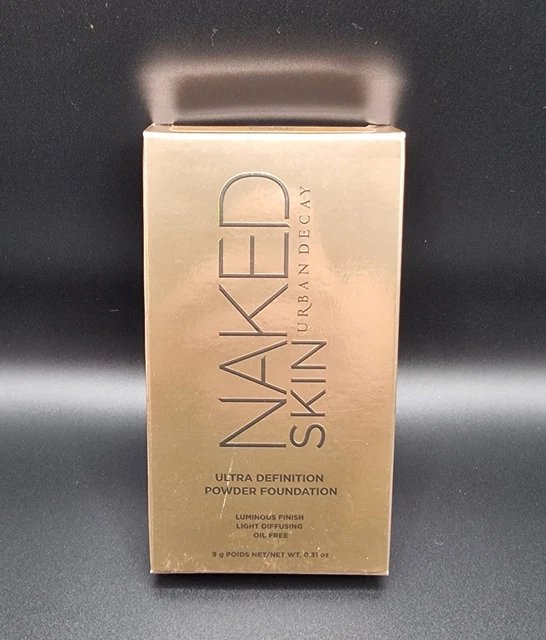 NAKED
SKIN
URBAN DECAY
ULTRA DEFINITION
POWDER FOUNDATION
LUMINOUS FINISH
LIGHT DIFFUSING
OIL FREE
9 g POIDS NET/NET WT. 0.31 oz